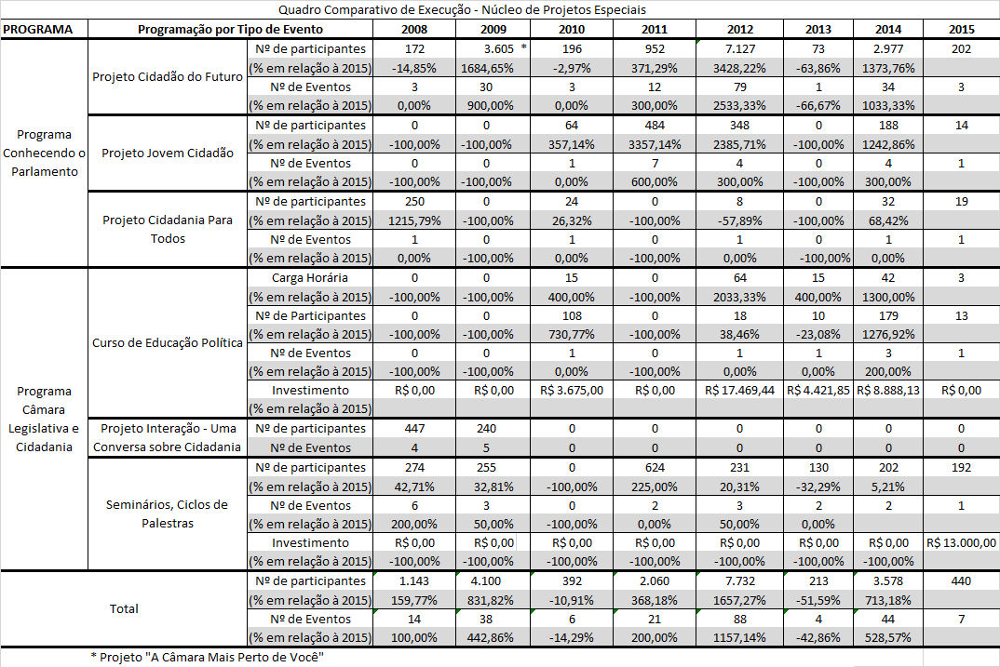 Quadro Comparativo de Execução - Núcleo de Projetos Especiais
PROGRAMA Programação por Tipo de Evento 2008 2009 2010 2011 2012 2013 2014 2015
Programa Conhecendo o Parlamento
Projeto Cidadão do Futuro
Nº de participantes 172 3.605 * 196 952 7.127 73 2.977 202
(% em relação à 2015) -14,85% 1684,65% -2,97% 371,29% 3428,22% -63,86% 1373,76%
Nº de Eventos 3 30 3 12 79 1 34 3
(% em relação à 2015) 0,00% 900,00% 0,00% 300,00% 2533,33% -66,67% 1033,33%
Projeto Jovem Cidadão
Nº de participantes 0 0 64 484 348 0 188 14
(% em relação à 2015) -100,00% -100,00% 357,14% 3357,14% 2385,71% -100,00% 1242,86%
Nº de Eventos 0 0 1 7 4 0 4 1
(% em relação à 2015) -100,00% -100,00% 0,00% 600,00% 300,00% -100,00% 300,00%
Projeto Cidadania Para Todos
Nº de participantes 250 0 24 0 8 0 32 19
(% em relação à 2015) 1215,79% -100,00% 26,32% -100,00% -57,89% -100,00% 68,42%
Nº de Eventos 1 0 1 0 1 0 1 1
(% em relação à 2015) 0,00% -100,00% 0,00% -100,00% 0,00% -100,00% 0,00%
Programa Câmara Legislativa e Cidadania
Curso de Educação Política
Carga Horária 0 0 15 0 64 15 42 3
(% em relação à 2015) -100,00% -100,00% 400,00% -100,00% 2033,33% 400,00% 1300,00%
Nº de Participantes 0 0 108 0 18 10 179 13
(% em relação à 2015) -100,00% -100,00% 730,77% -100,00% 38,46% -23,08% 1276,92%
Nº de Eventos 0 0 1 0 1 1 3 1
(% em relação à 2015) -100,00% -100,00% 0,00% -100,00% 0,00% 0,00% 200,00%
Investimento R$ 0,00 R$ 0,00 R$ 3.675,00 R$ 0,00 R$ 17.469,44 R$ 4.421,85 R$ 8.888,13 R$ 0,00
(% em relação à 2015)
Projeto Interação - Uma Conversa sobre Cidadania
Nº de participantes 447 240 0 0 0 0 0 0
Nº de Eventos 4 5 0 0 0 0 0 0
Seminários, Ciclos de Palestras
Nº de participantes 274 255 0 624 231 130 202 192
(% em relação à 2015) 42,71% 32,81% -100,00% 225,00% 20,31% -32,29% 5,21%
Nº de Eventos 6 3 0 2 3 2 2 1
(% em relação à 2015) 200,00% 50,00% -100,00% 0,00% 50,00% 0,00%
Investimento R$ 0,00 R$ 0,00 R$ 0,00 R$ 0,00 R$ 0,00 R$ 0,00 R$ 0,00 R$ 13.000,00
(% em relação à 2015) -100,00% -100,00% -100,00% -100,00% -100,00% -100,00% -100,00%
Total
Nº de participantes 1.143 4.100 392 2.060 7.732 213 3.578 440
(% em relação à 2015) 159,77% 831,82% -10,91% 368,18% 1657,27% -51,59% 713,18%
Nº de Eventos 14 38 6 21 88 4 44 7
(% em relação à 2015) 100,00% 442,86% -14,29% 200,00% 1157,14% -42,86% 528,57%
* Projeto "A Câmara Mais Perto de Você"